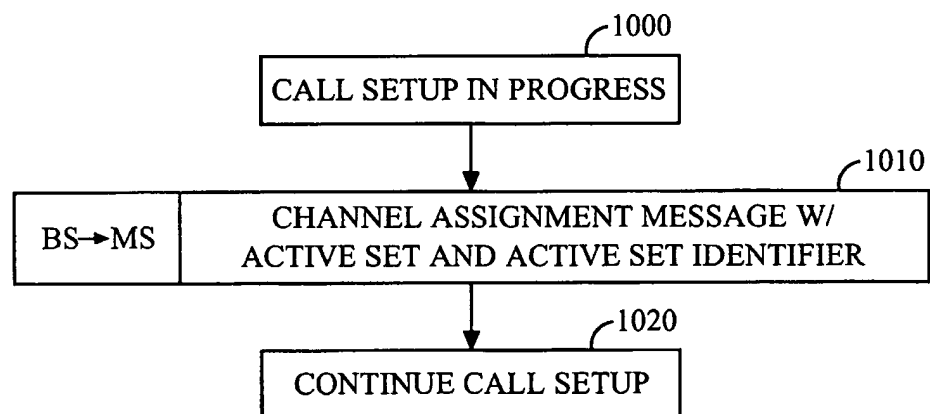 1000
CALL SETUP IN PROGRESS
1010
BS→MS
CHANNEL ASSIGNMENT MESSAGE W/
ACTIVE SET AND ACTIVE SET IDENTIFIER
1020
CONTINUE CALL SETUP